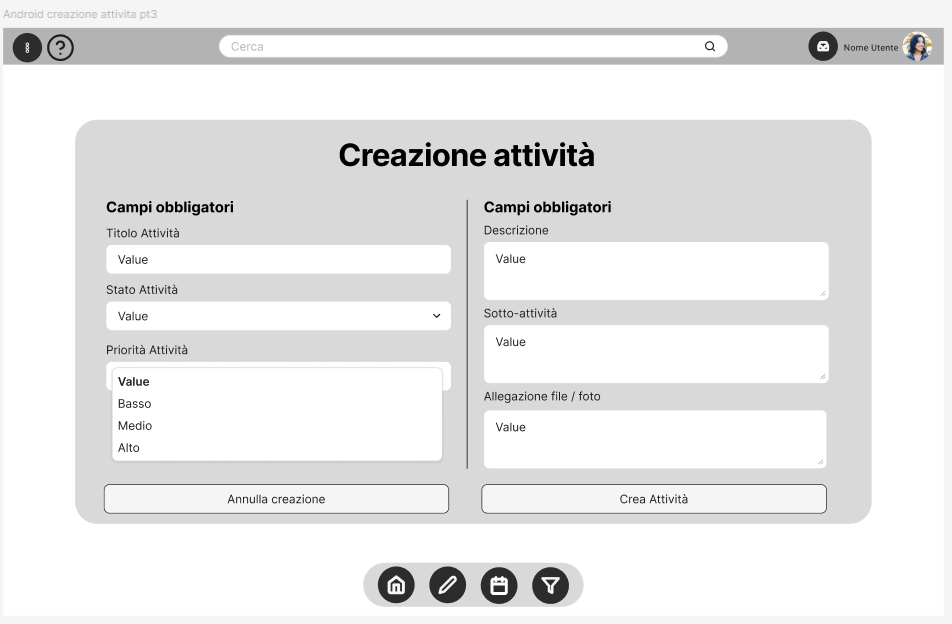 Android creazione attivita pt3
Cerca
Nome Utente
Creazione attività
Campi obbligatori
Titolo Attività
Value
Stato Attività
Value
Priorità Attività
Value
Basso
Medio
Alto
Annulla creazione
Campi obbligatori
Descrizione
Value
Sotto-attività
Value
Allegazione file / foto
Value
Crea Attività